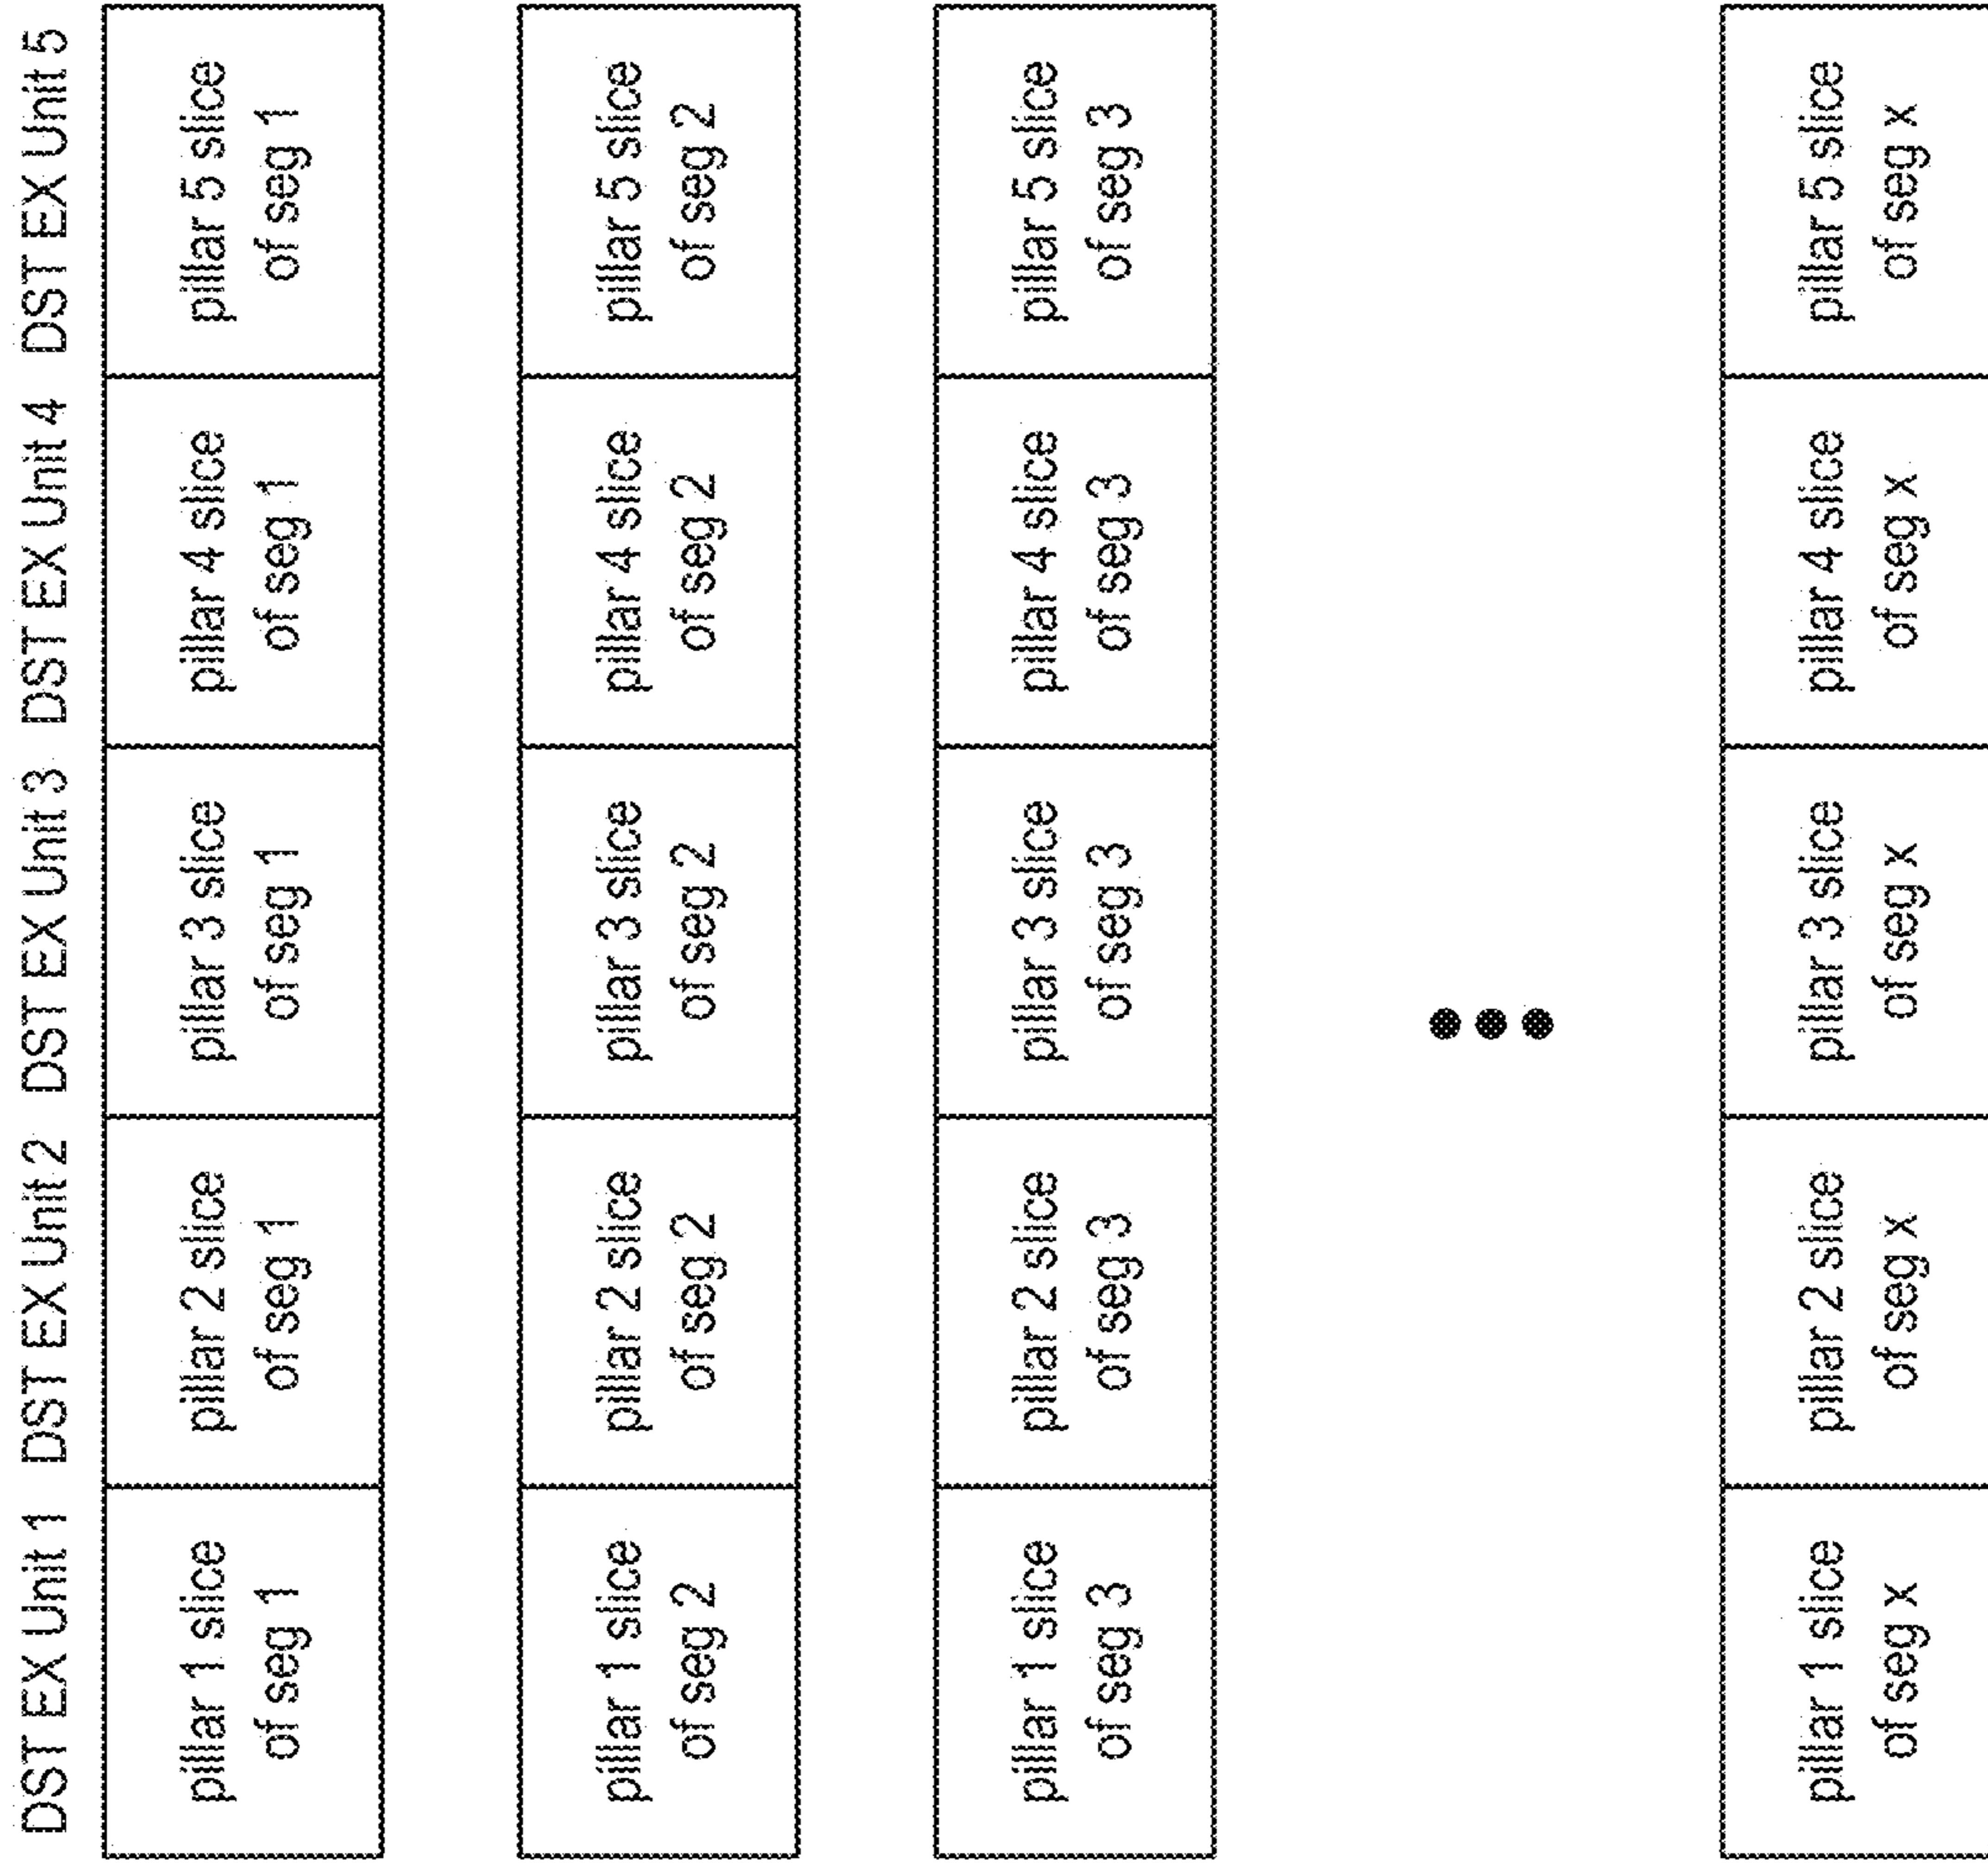 DST EX Unit 1 DST EX Unit 2 DST EX Unit 3 DST EX Unit 4 DST EX Unit 5
pillar 1 slice
of seg 1
pillar 2 slice
of seg 1
pillar 3 slice
of seg 1
pillar 4 slice
of seg 1
pillar 5 slice
of seg 1
pillar 1 slice
of seg 2
pillar 2 slice
of seg 2
pillar 3 slice
of seg 2
pillar 4 slice
of seg 2
pillar 5 slice
of seg 2
pillar 1 slice
of seg 3
pillar 2 slice
of seg 3
pillar 3 slice
of seg 3
pillar 4 slice
of seg 3
pillar 5 slice
of seg 3
pillar 1 slice
of seg x
pillar 2 slice
of seg x
pillar 3 slice
of seg x
pillar 4 slice
of seg x
pillar 5 slice
of seg x